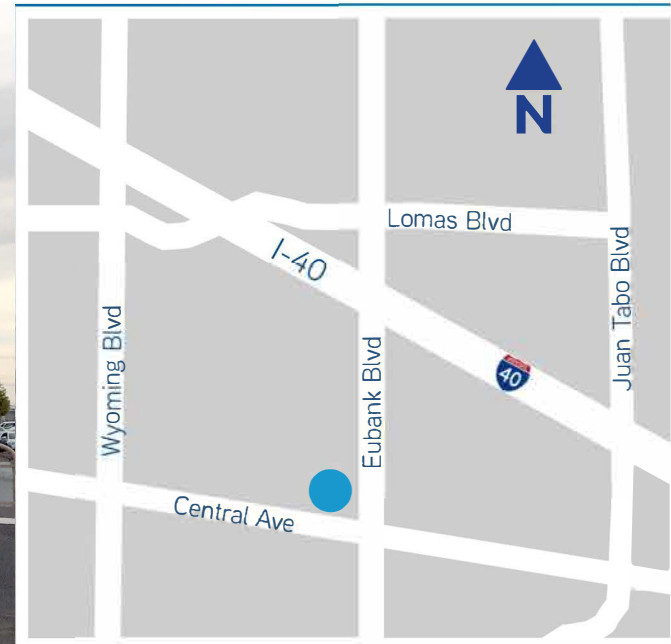 N
Lomas Blvd
I-40
Juan Tabo Blvd
Wyoming Blvd
Eubank Blvd
40
Central Ave